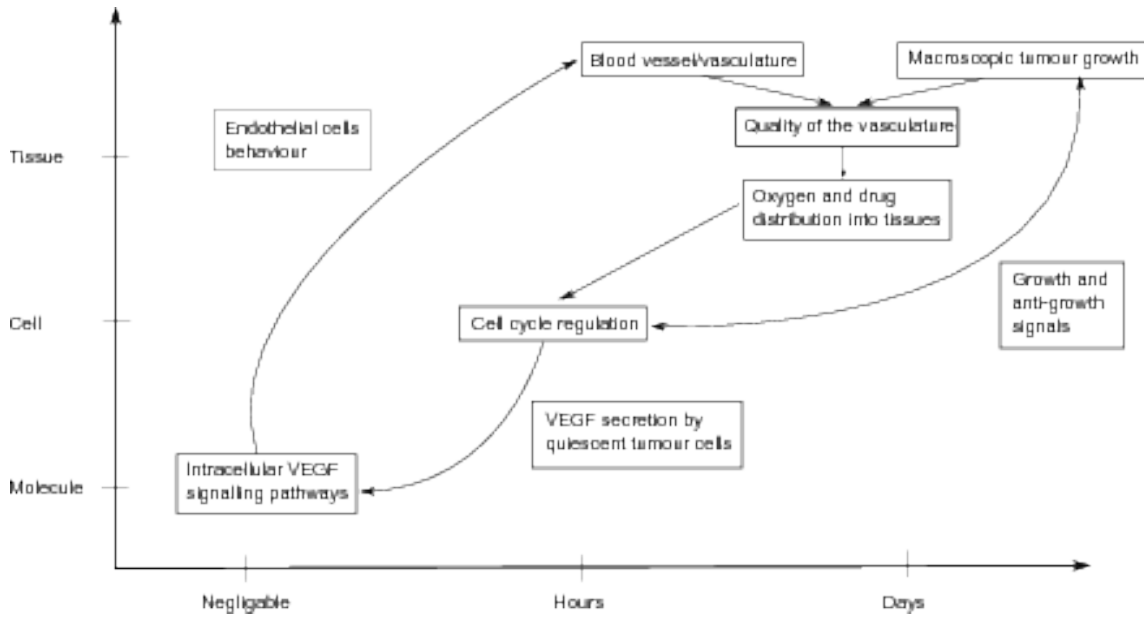 Blood vessel/vasculature
Macroscopic tumour growth
Endothelial cells
behaviour
Quality of the vasculature
Tissue
Oxygen and drug
distribution into tissues
Growth and
anti-growth
signals
Cell
Cell cycle regulation
VEGF secretion by
quiescent tumour cells
Intracellular VEGF
signalling pathways
Molecule
Negligable
Hours
Days